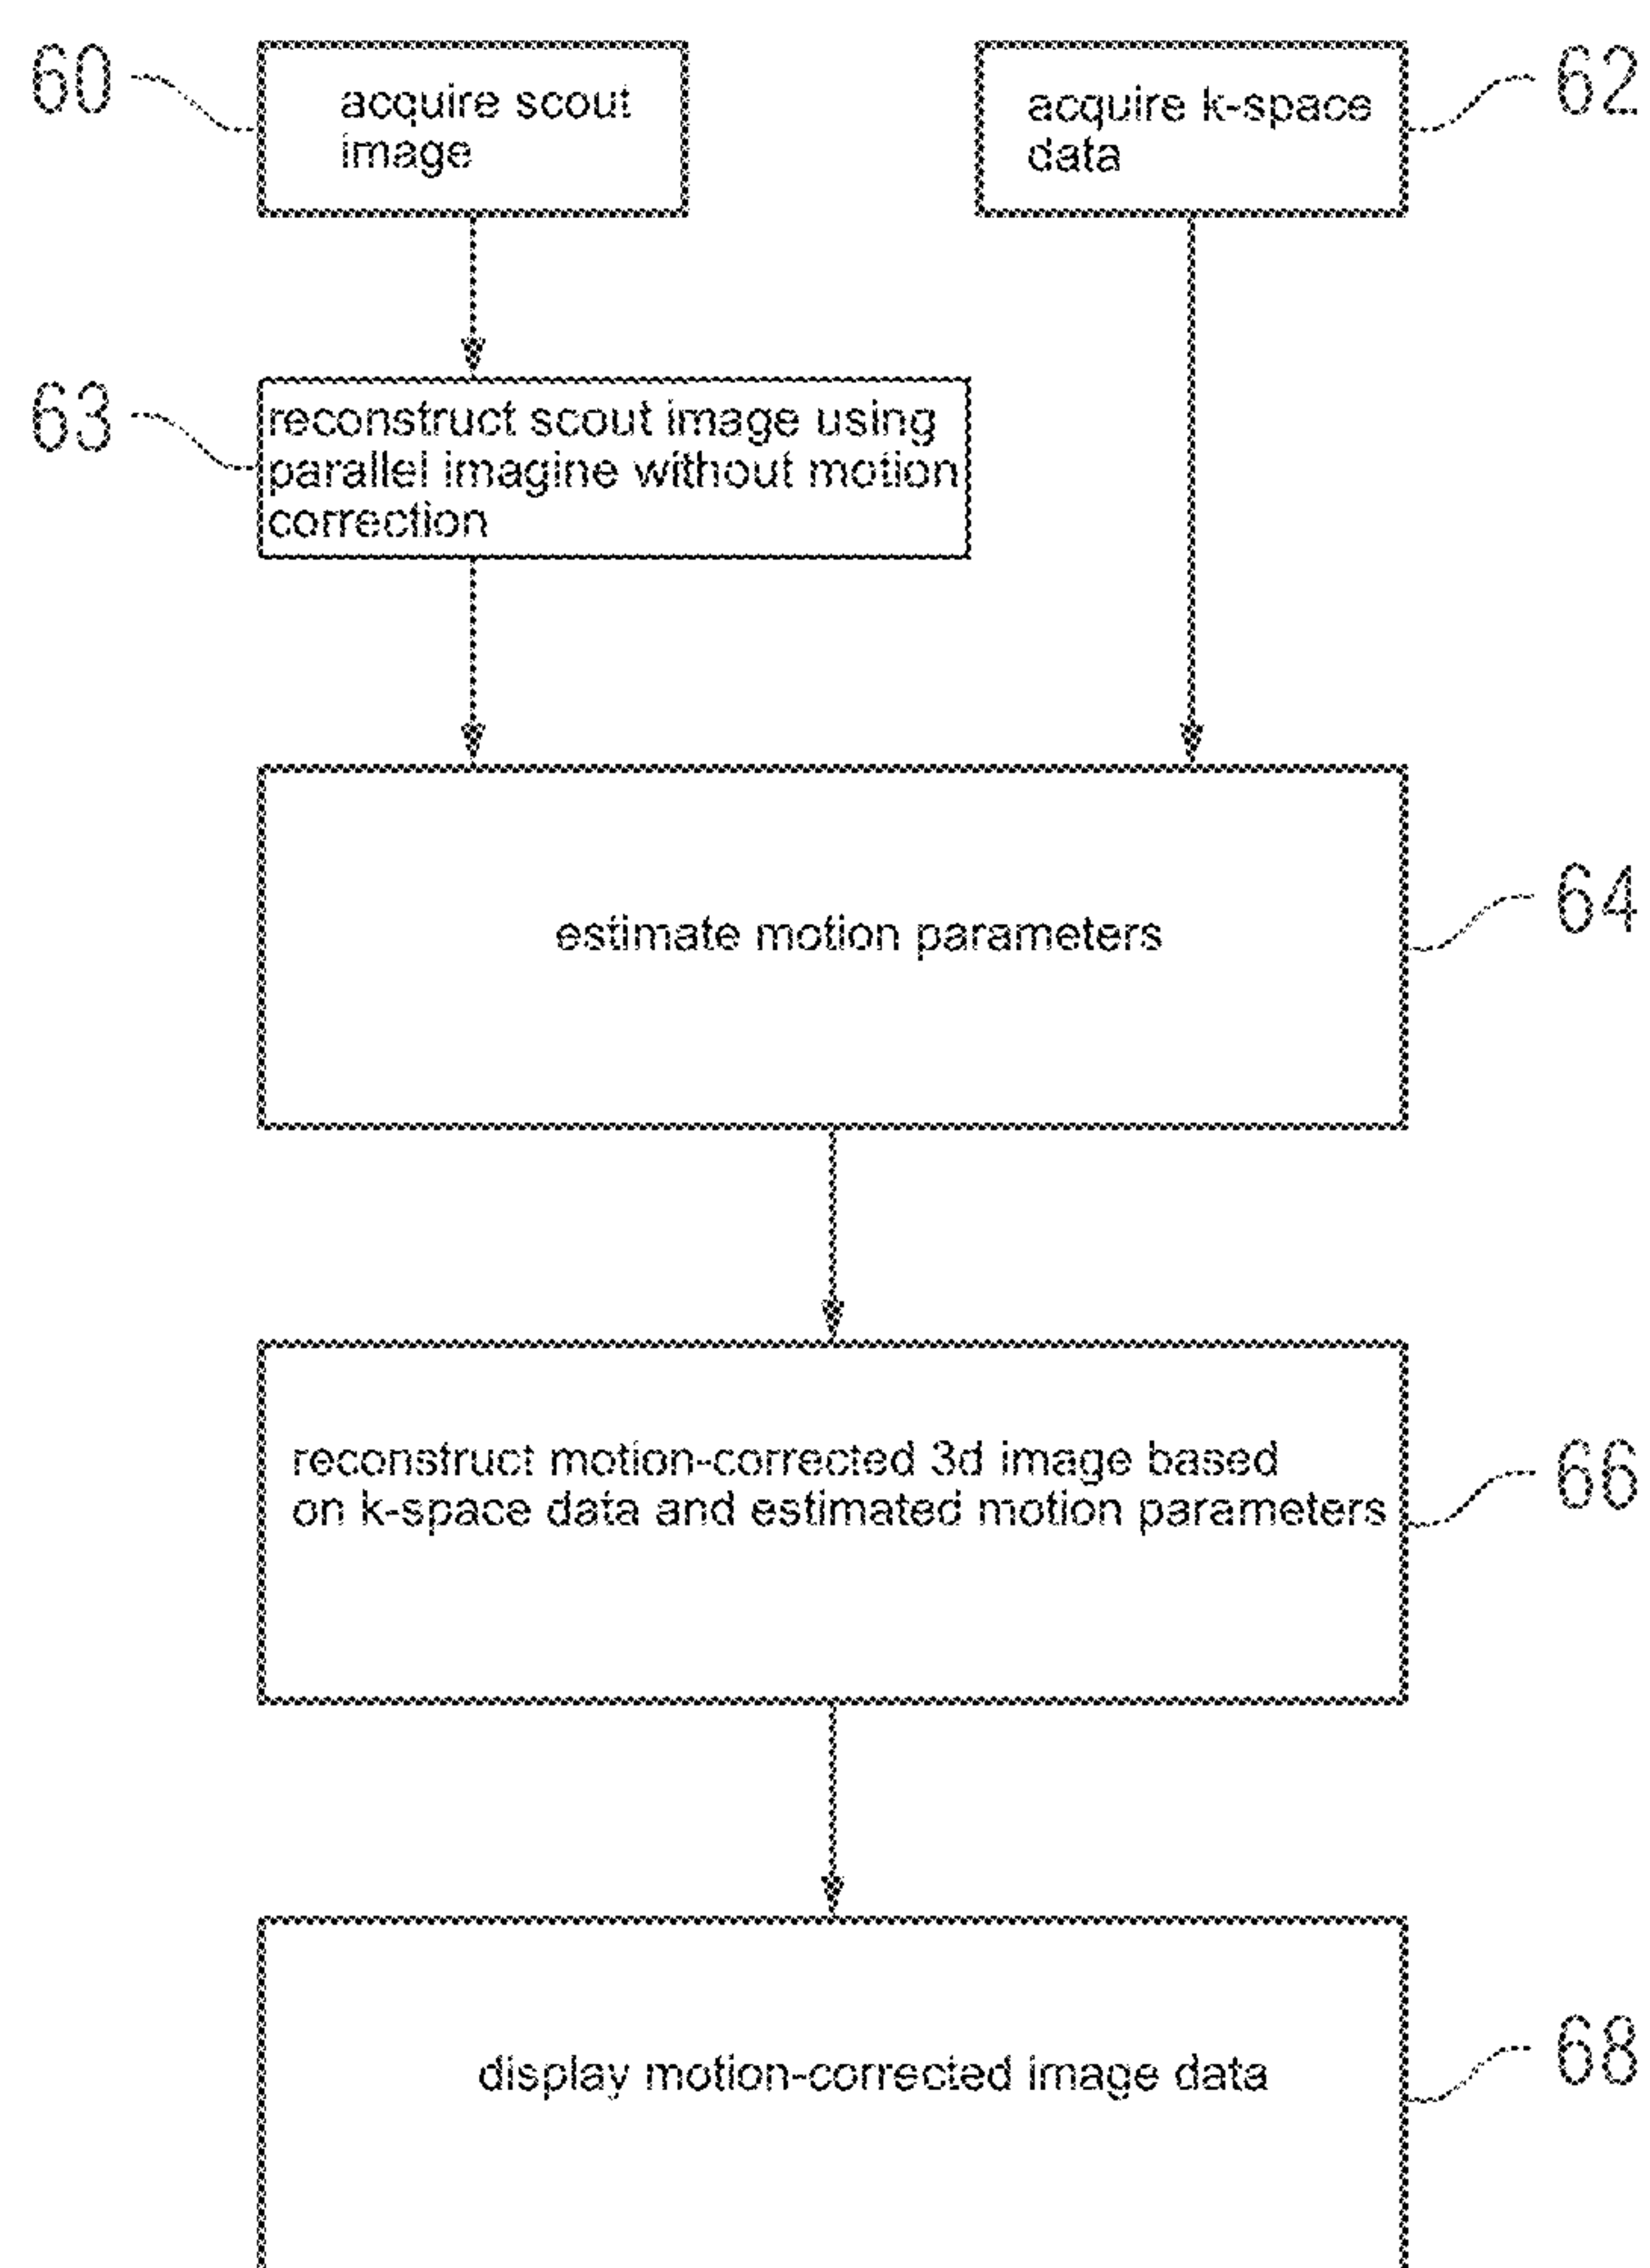 60
acquire scout
image
acquire k-space
data
62
63
reconstruct scout image using
parallel imagine without motion
correction
estimate motion parameters
64
reconstruct motion-corrected 3d image based
on k-space data and estimated motion parameters
66
display motion-corrected image data
68